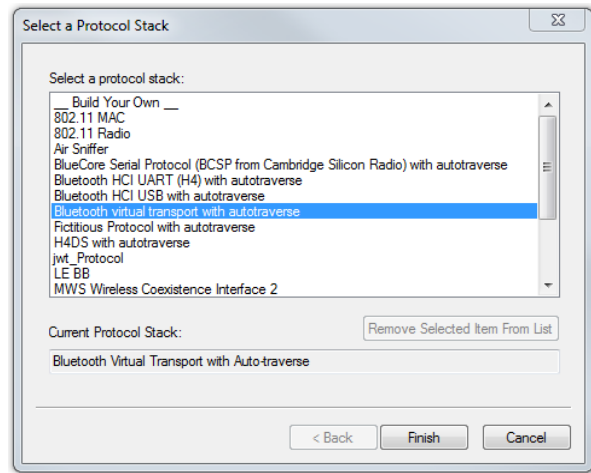 Select a Protocol Stack
Select a protocol stack:
__ Build Your Own __
802.11 MAC
802.11 Radio
Air Sniffer
BlueCore Serial Protocol (BCSP from Cambridge Silicon Radio) with autotraverse
Bluetooth HCI UART (H4) with autotraverse
Bluetooth HCI USB with autotraverse
Bluetooth virtual transport with autotraverse
Fictitious Protocol with autotraverse
H4DS with autotraverse
jwt_Protocol
LE BB
MWS Wireless Coexistence Interface 2
Current Protocol Stack:
Remove Selected Item From List
Bluetooth Virtual Transport with Auto-traverse
< Back
Finish
Cancel